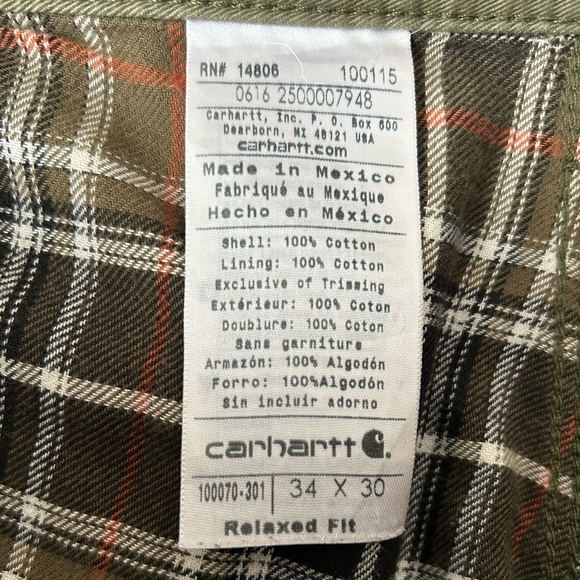 RN# 14806 100115
0616 2500007948
Carhartt, Inc. P. O. Box 600
Dearborn, MI 48121 USA
carhartt.com
Made in Mexico
Fabriqué au Mexique
Hecho en México
Shell: 100% Cotton
Lining: 100% Cotton
Exclusive of Trimming
Extérieur: 100% Coton
Doublure: 100% Coton
Sans garniture
Armazón: 100% Algodón
Forro: 100%Algodón
Sin incluir adorno
carhartt
100070-301 34 X 30
Relaxed Fit